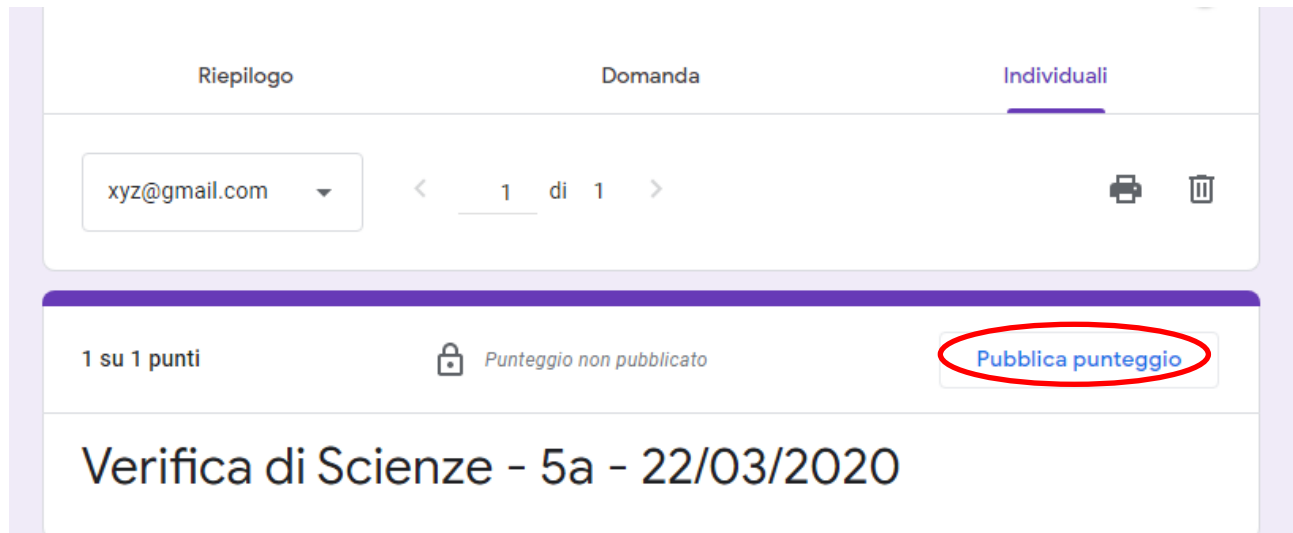 Riepilogo Domanda Individuali
xyz@gmail.com 1 di 1
1 su 1 punti Punteggio non pubblicato Pubblica punteggio
Verifica di Scienze - 5a - 22/03/2020